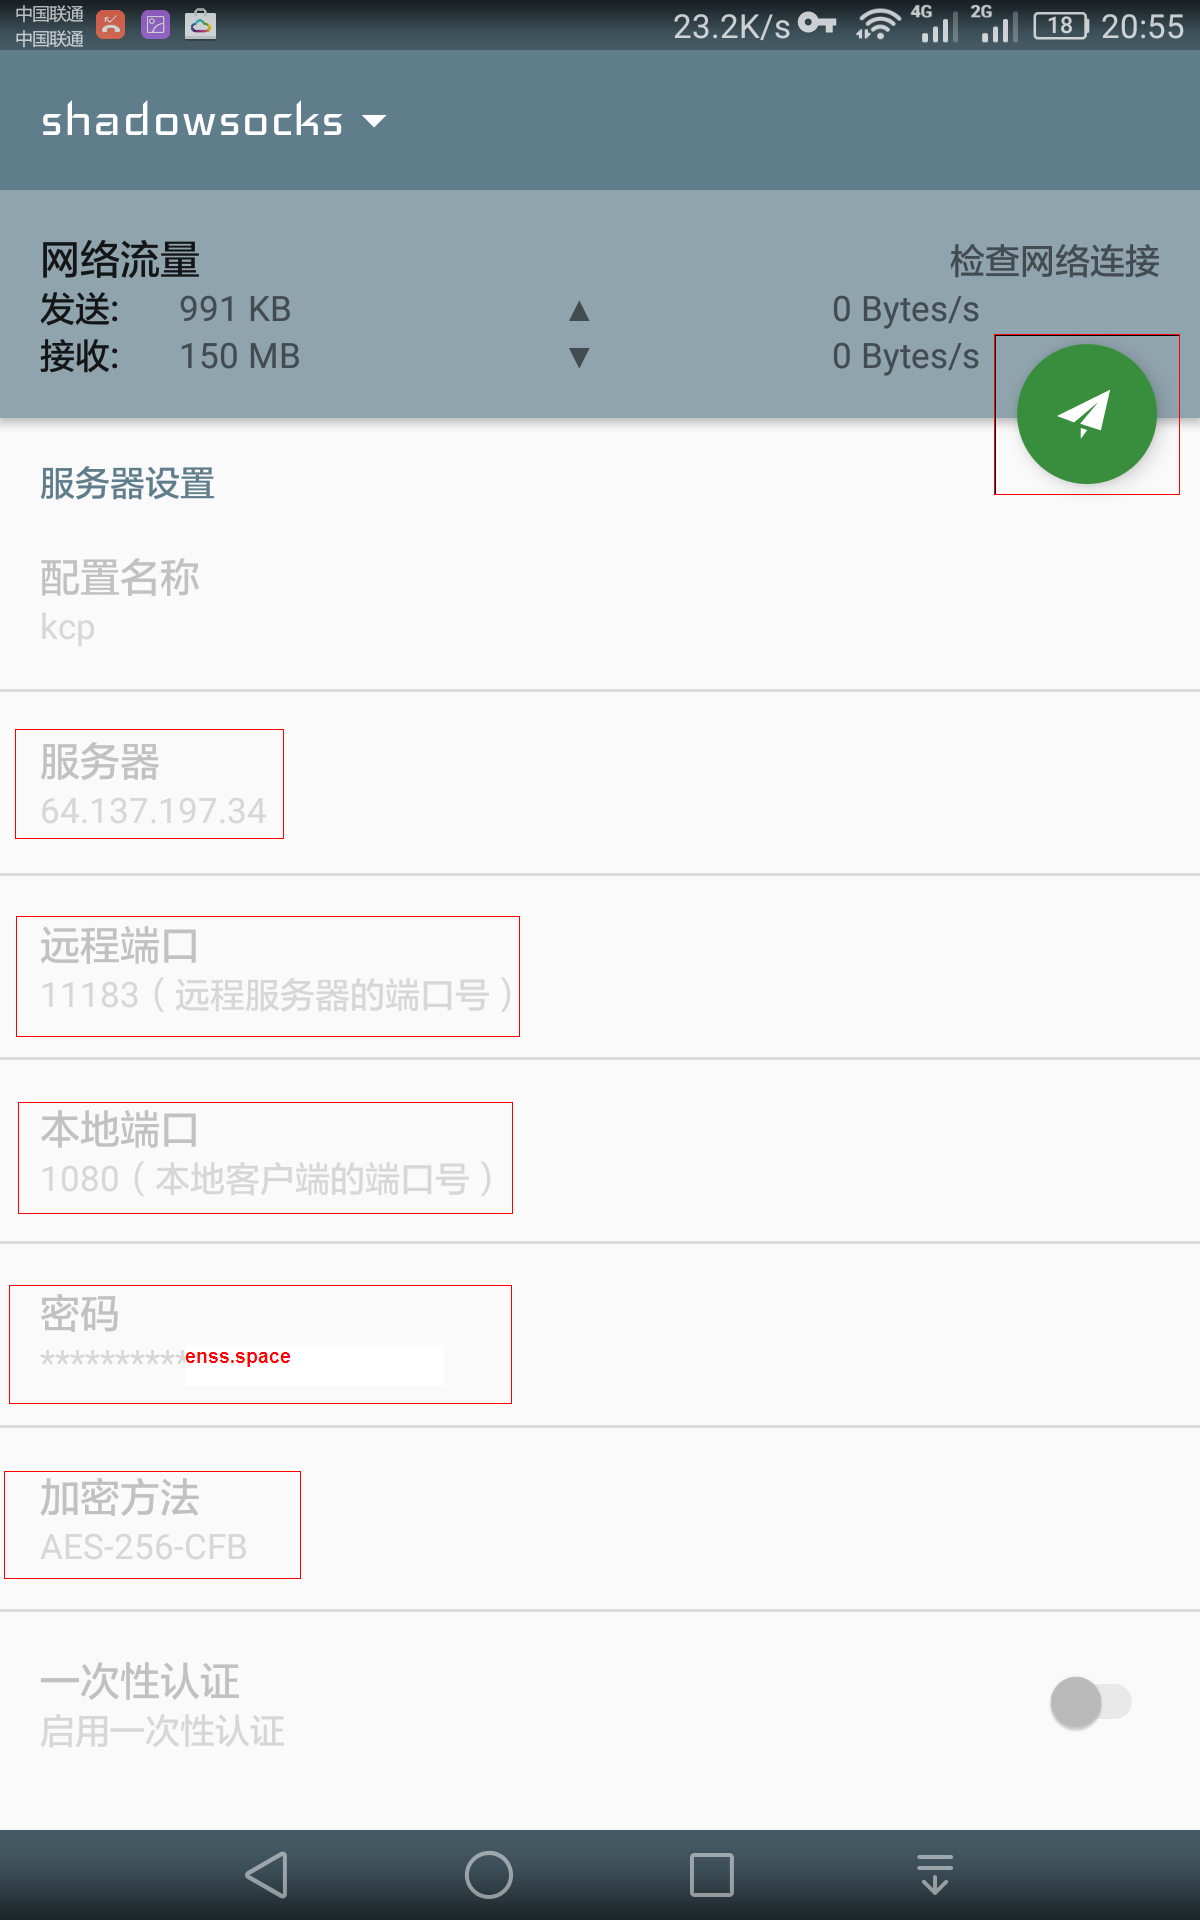 中国联通
中国联通
23.2K/s 4G 2G 18 20:55
shadowsocks
网络流量
检查网络连接
发送: 991 KB ▲ 0 Bytes/s
接收: 150 MB ▼ 0 Bytes/s
服务器设置
配置名称
kcp
服务器
64.137.197.34
远程端口
11183（远程服务器的端口号）
本地端口
1080（本地客户端的端口号）
密码
**********enss.space
加密方法
AES-256-CFB
一次性认证
启用一次性认证